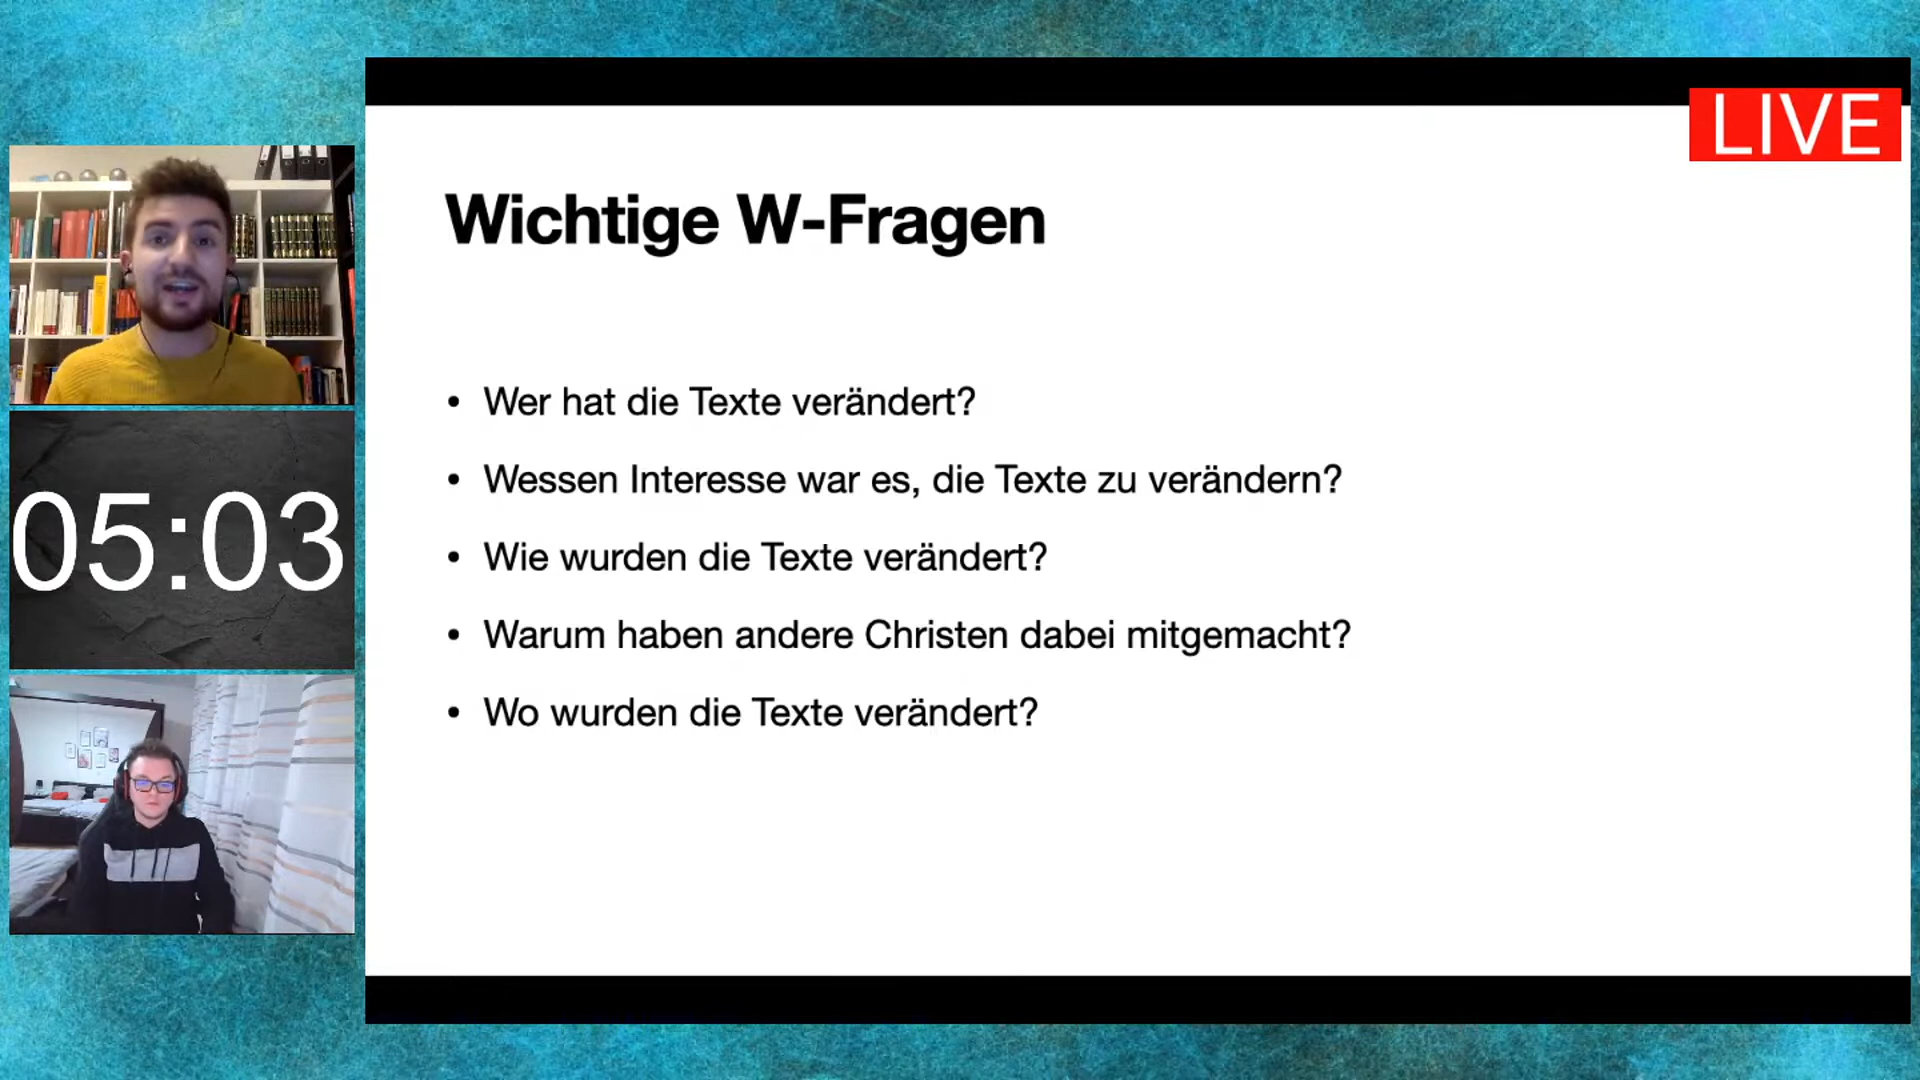 LIVE
Wichtige W-Fragen
05:03
• Wer hat die Texte verändert?
• Wessen Interesse war es, die Texte zu verändern?
• Wie wurden die Texte verändert?
• Warum haben andere Christen dabei mitgemacht?
• Wo wurden die Texte verändert?